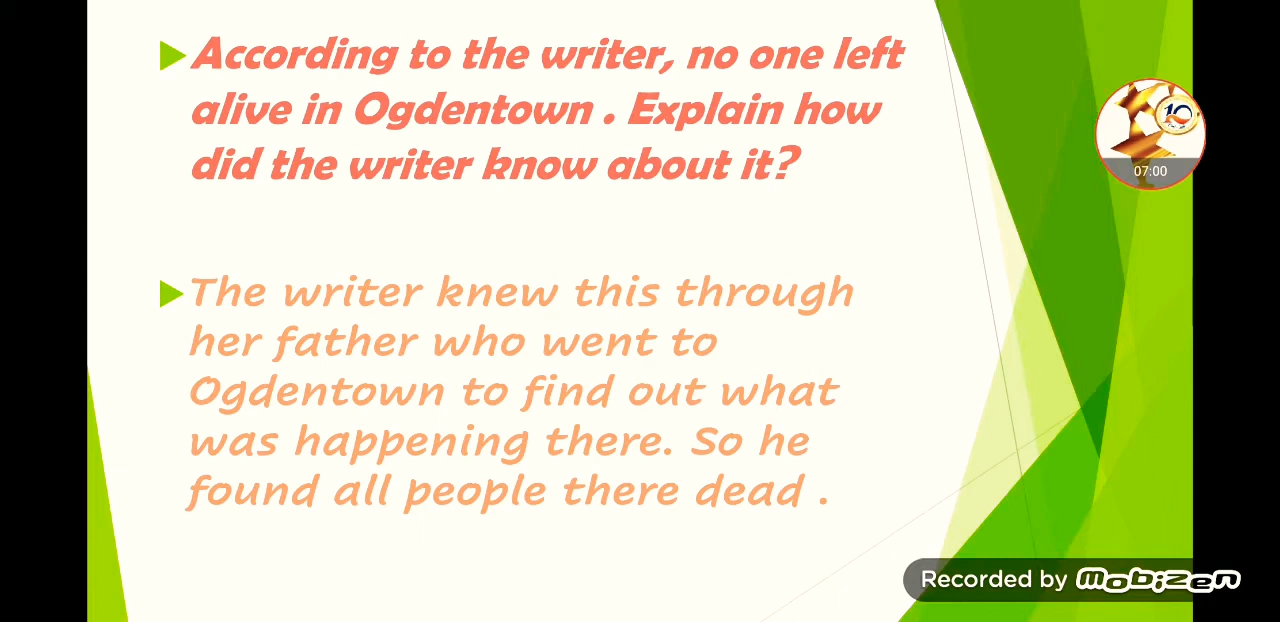 According to the writer, no one left
alive in Ogdentown . Explain how
did the writer know about it?
The writer knew this through
her father who went to
Ogdentown to find out what
was happening there. So he
found all people there dead .
10
07:00
Recorded by Mobizen